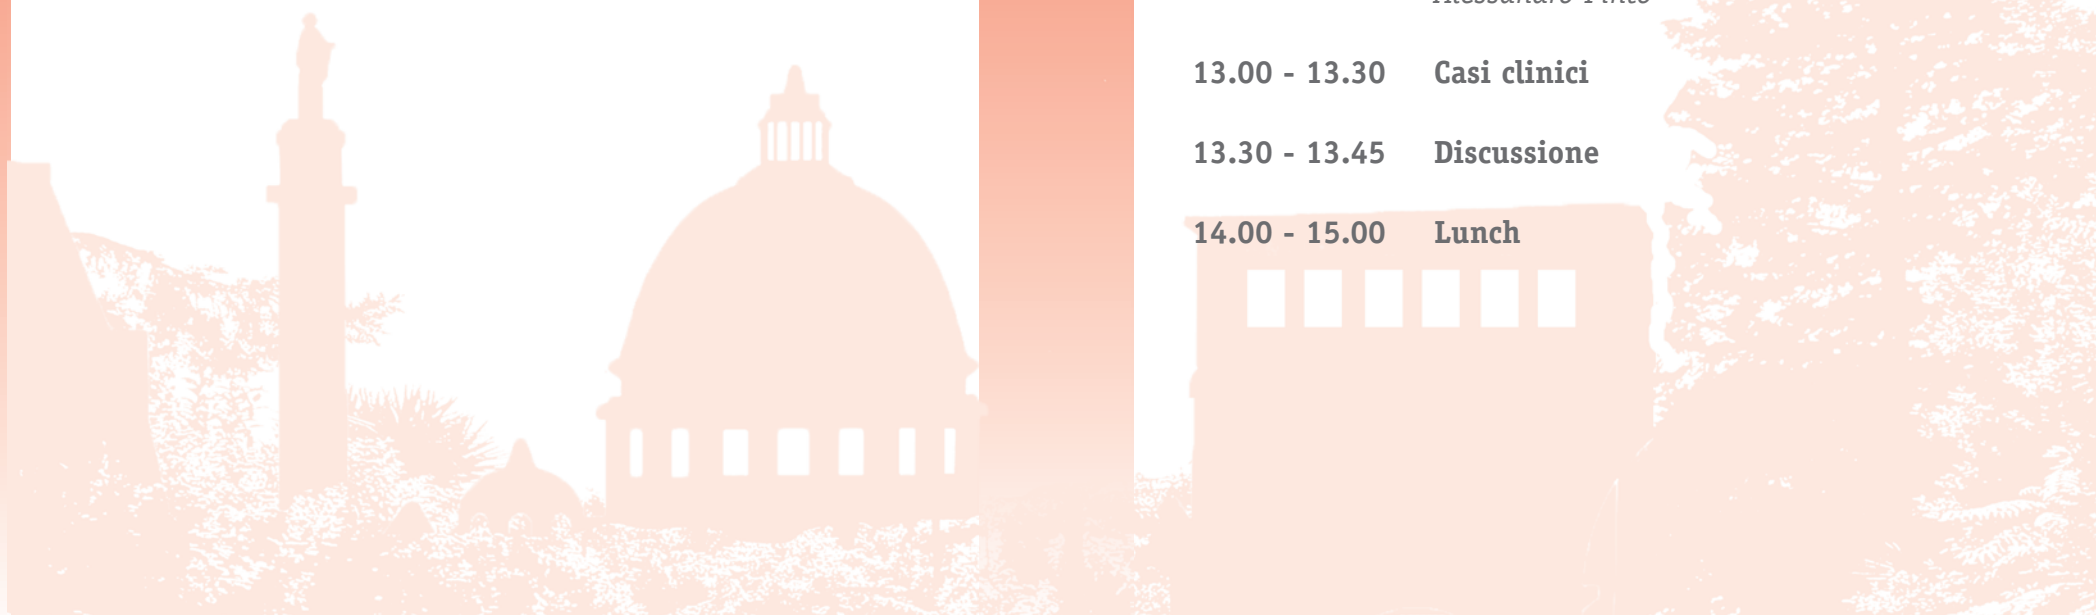 13.00 - 13.30 Casi clinici
13.30 - 13.45 Discussione
14.00 - 15.00 Lunch